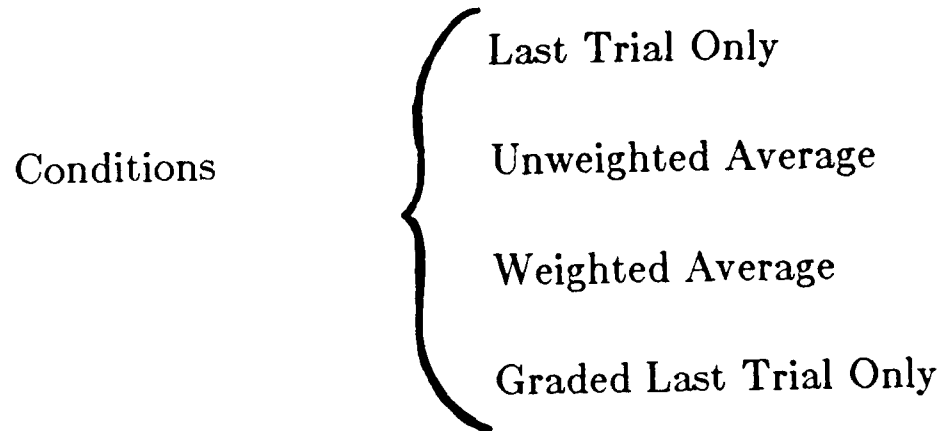 Last Trial Only
Conditions
Unweighted Average
Weighted Average
Graded Last Trial Only